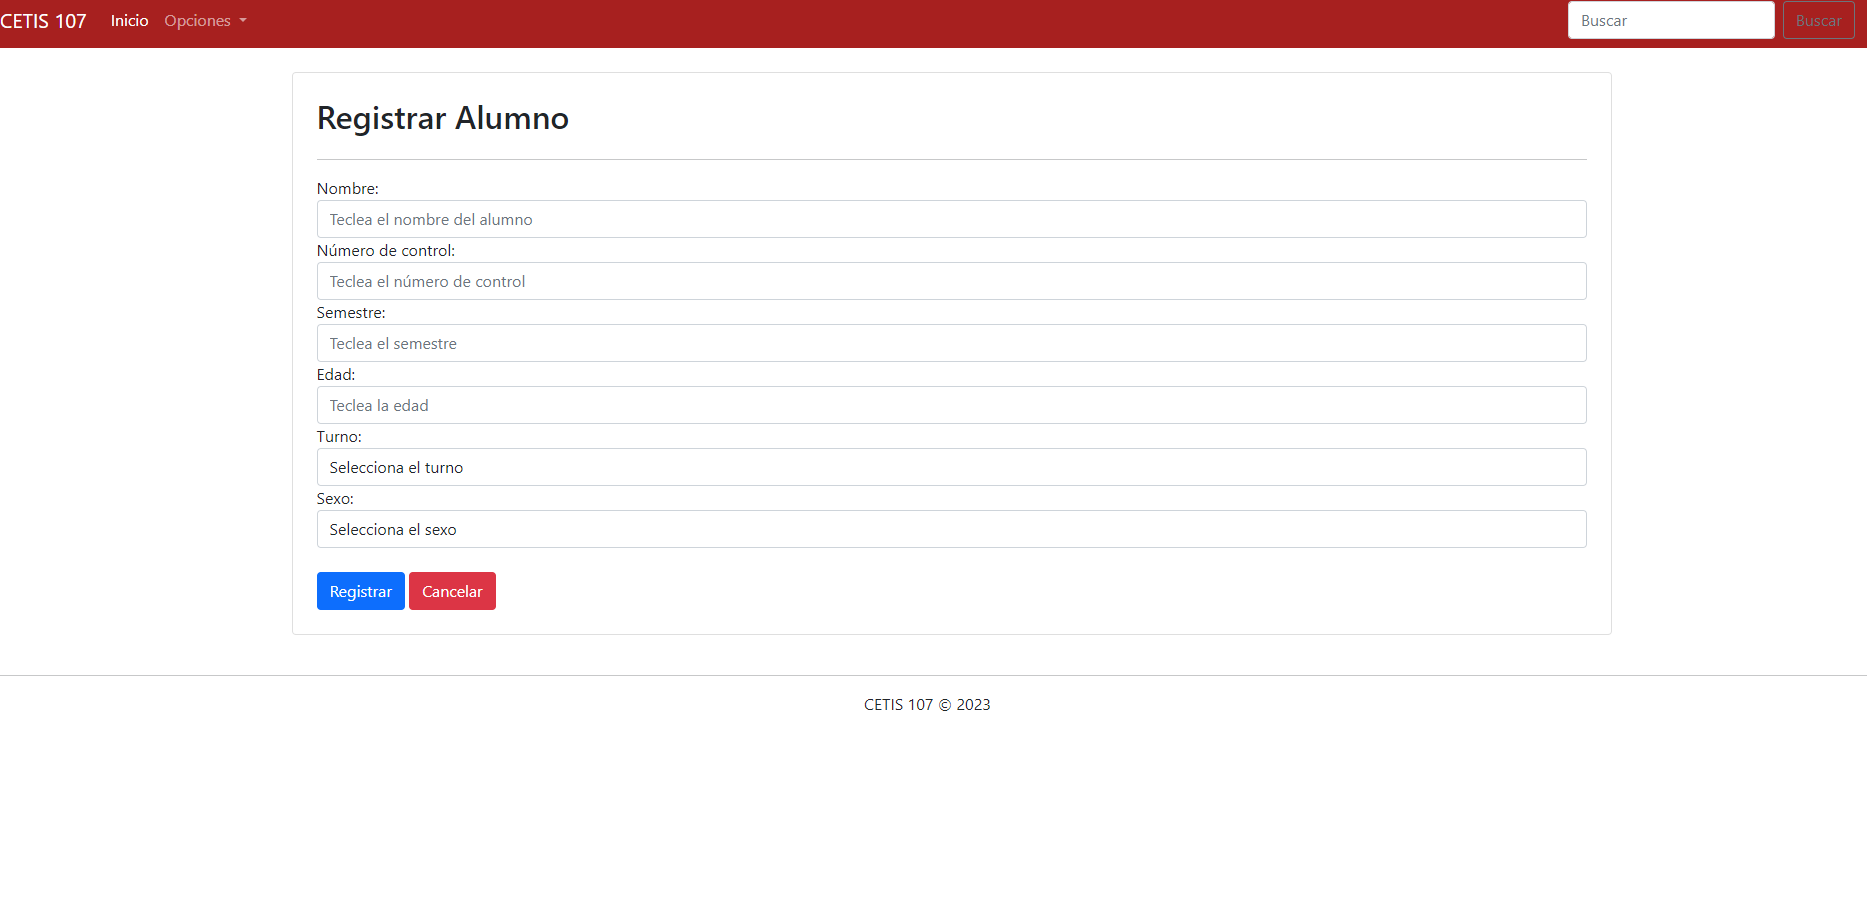 CETIS 107 Inicio Opciones Buscar Buscar
Registrar Alumno
Nombre:
Teclea el nombre del alumno
Número de control:
Teclea el número de control
Semestre:
Teclea el semestre
Edad:
Teclea la edad
Turno:
Selecciona el turno
Sexo:
Selecciona el sexo
Registrar Cancelar
CETIS 107 © 2023